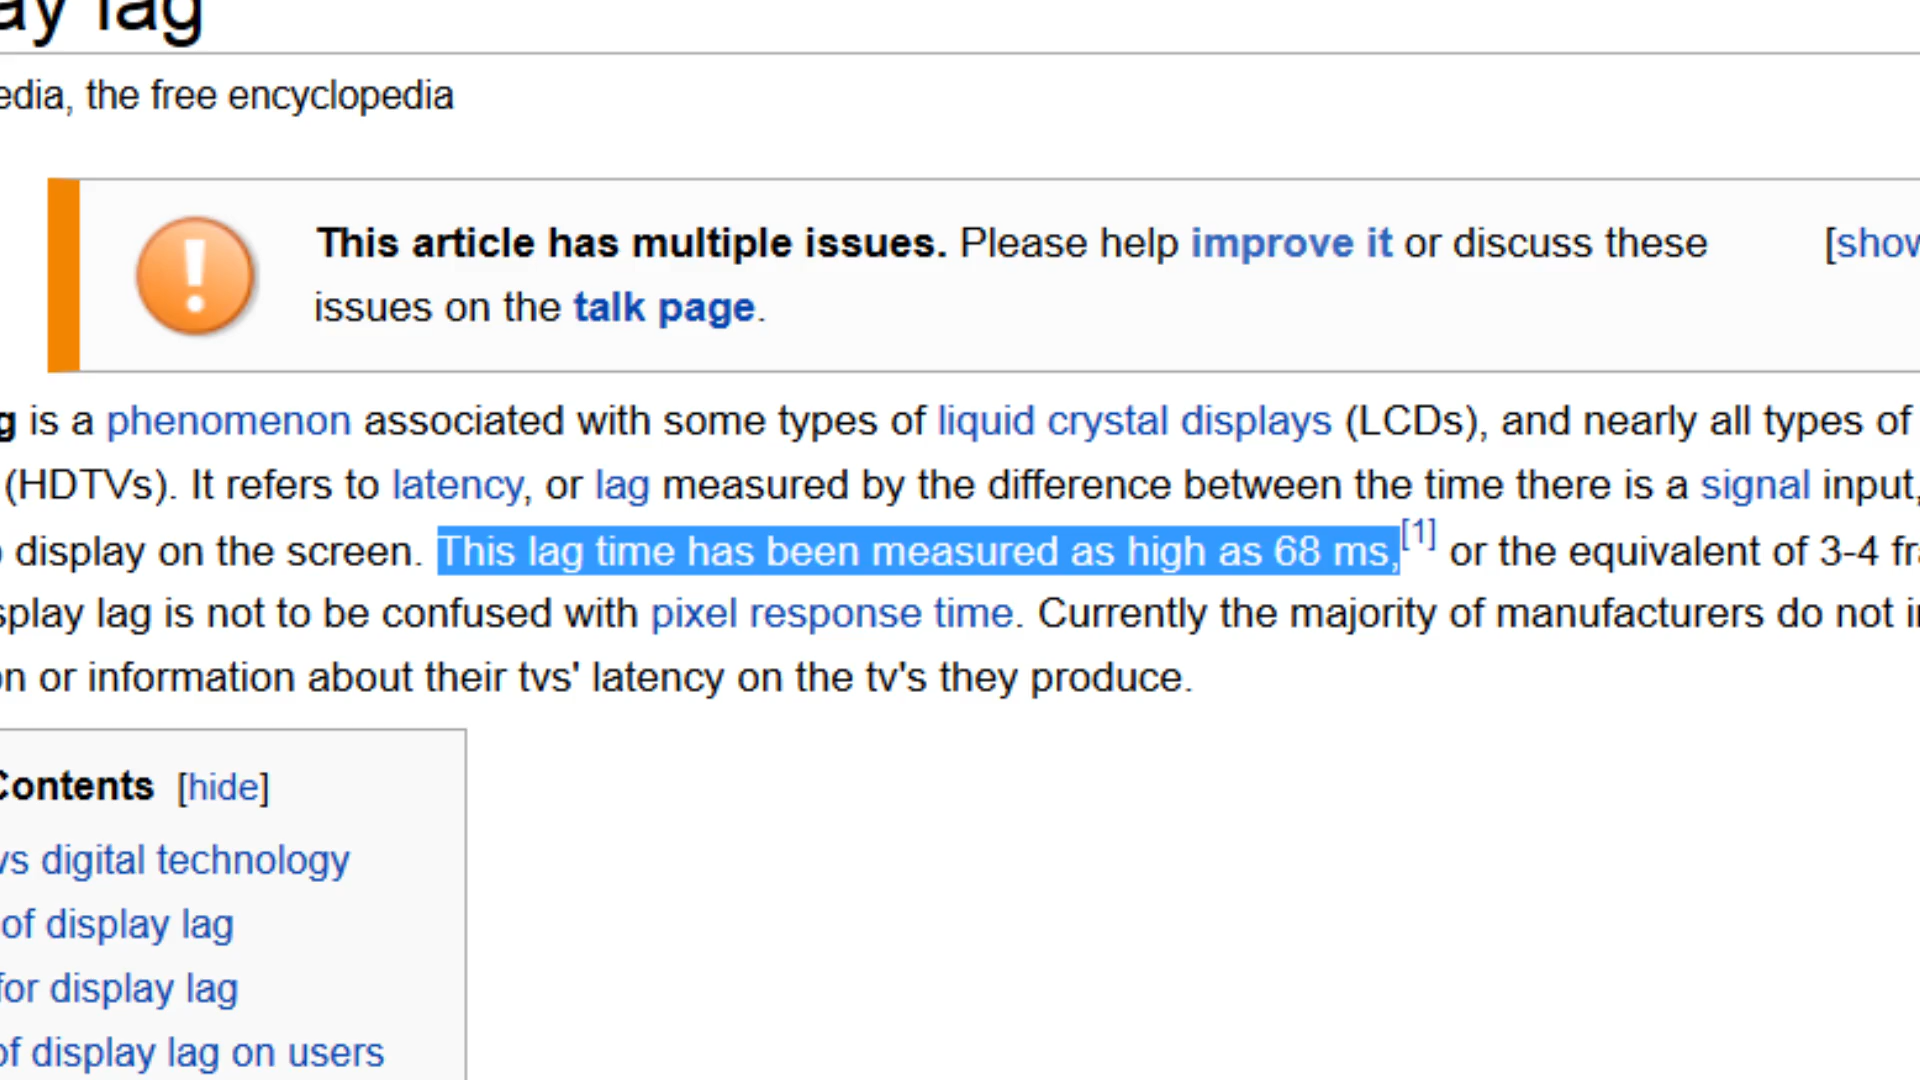 ay lag
edia, the free encyclopedia
This article has multiple issues. Please help improve it or discuss these [show
issues on the talk page.
g is a phenomenon associated with some types of liquid crystal displays (LCDs), and nearly all types of
(HDTVs). It refers to latency, or lag measured by the difference between the time there is a signal input,
display on the screen. This lag time has been measured as high as 68 ms,[1] or the equivalent of 3-4 fr
splay lag is not to be confused with pixel response time. Currently the majority of manufacturers do not i
on or information about their tvs' latency on the tv's they produce.
Contents [hide]
vs digital technology
of display lag
for display lag
of display lag on users